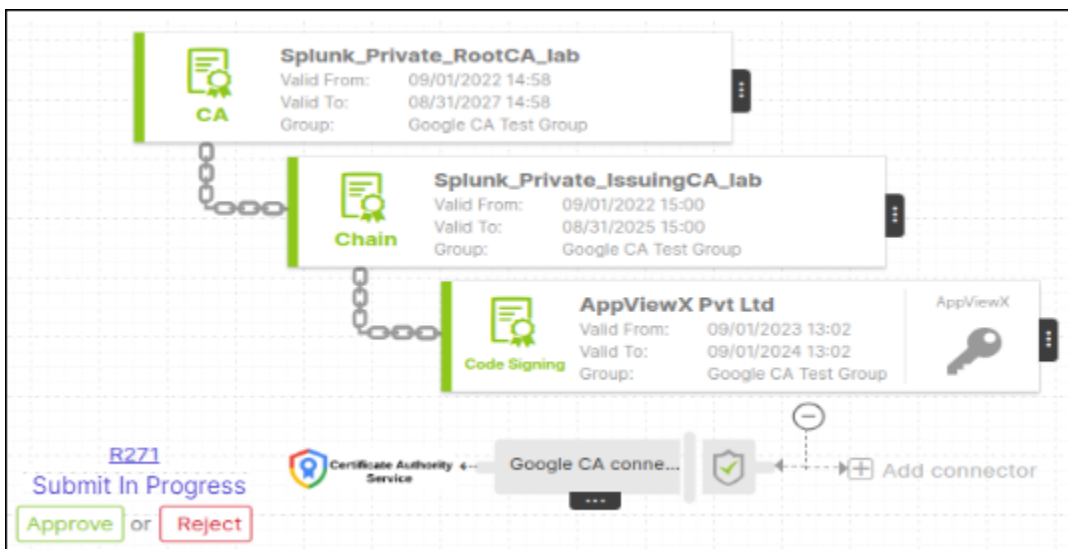 Splunk_Private_RootCA_lab
Valid From: 09/01/2022 14:58
Valid To: 08/31/2027 14:58
Group: Google CA Test Group
CA
Splunk_Private_IssuingCA_lab
Valid From: 09/01/2022 15:00
Valid To: 08/31/2025 15:00
Group: Google CA Test Group
Chain
AppViewX Pvt Ltd
Valid From: 09/01/2023 13:02
Valid To: 09/01/2024 13:02
Group: Google CA Test Group
Code Signing
AppViewX
R271
Submit In Progress
Approve or Reject
Certificate Authority
Service
Google CA conne...
Add connector